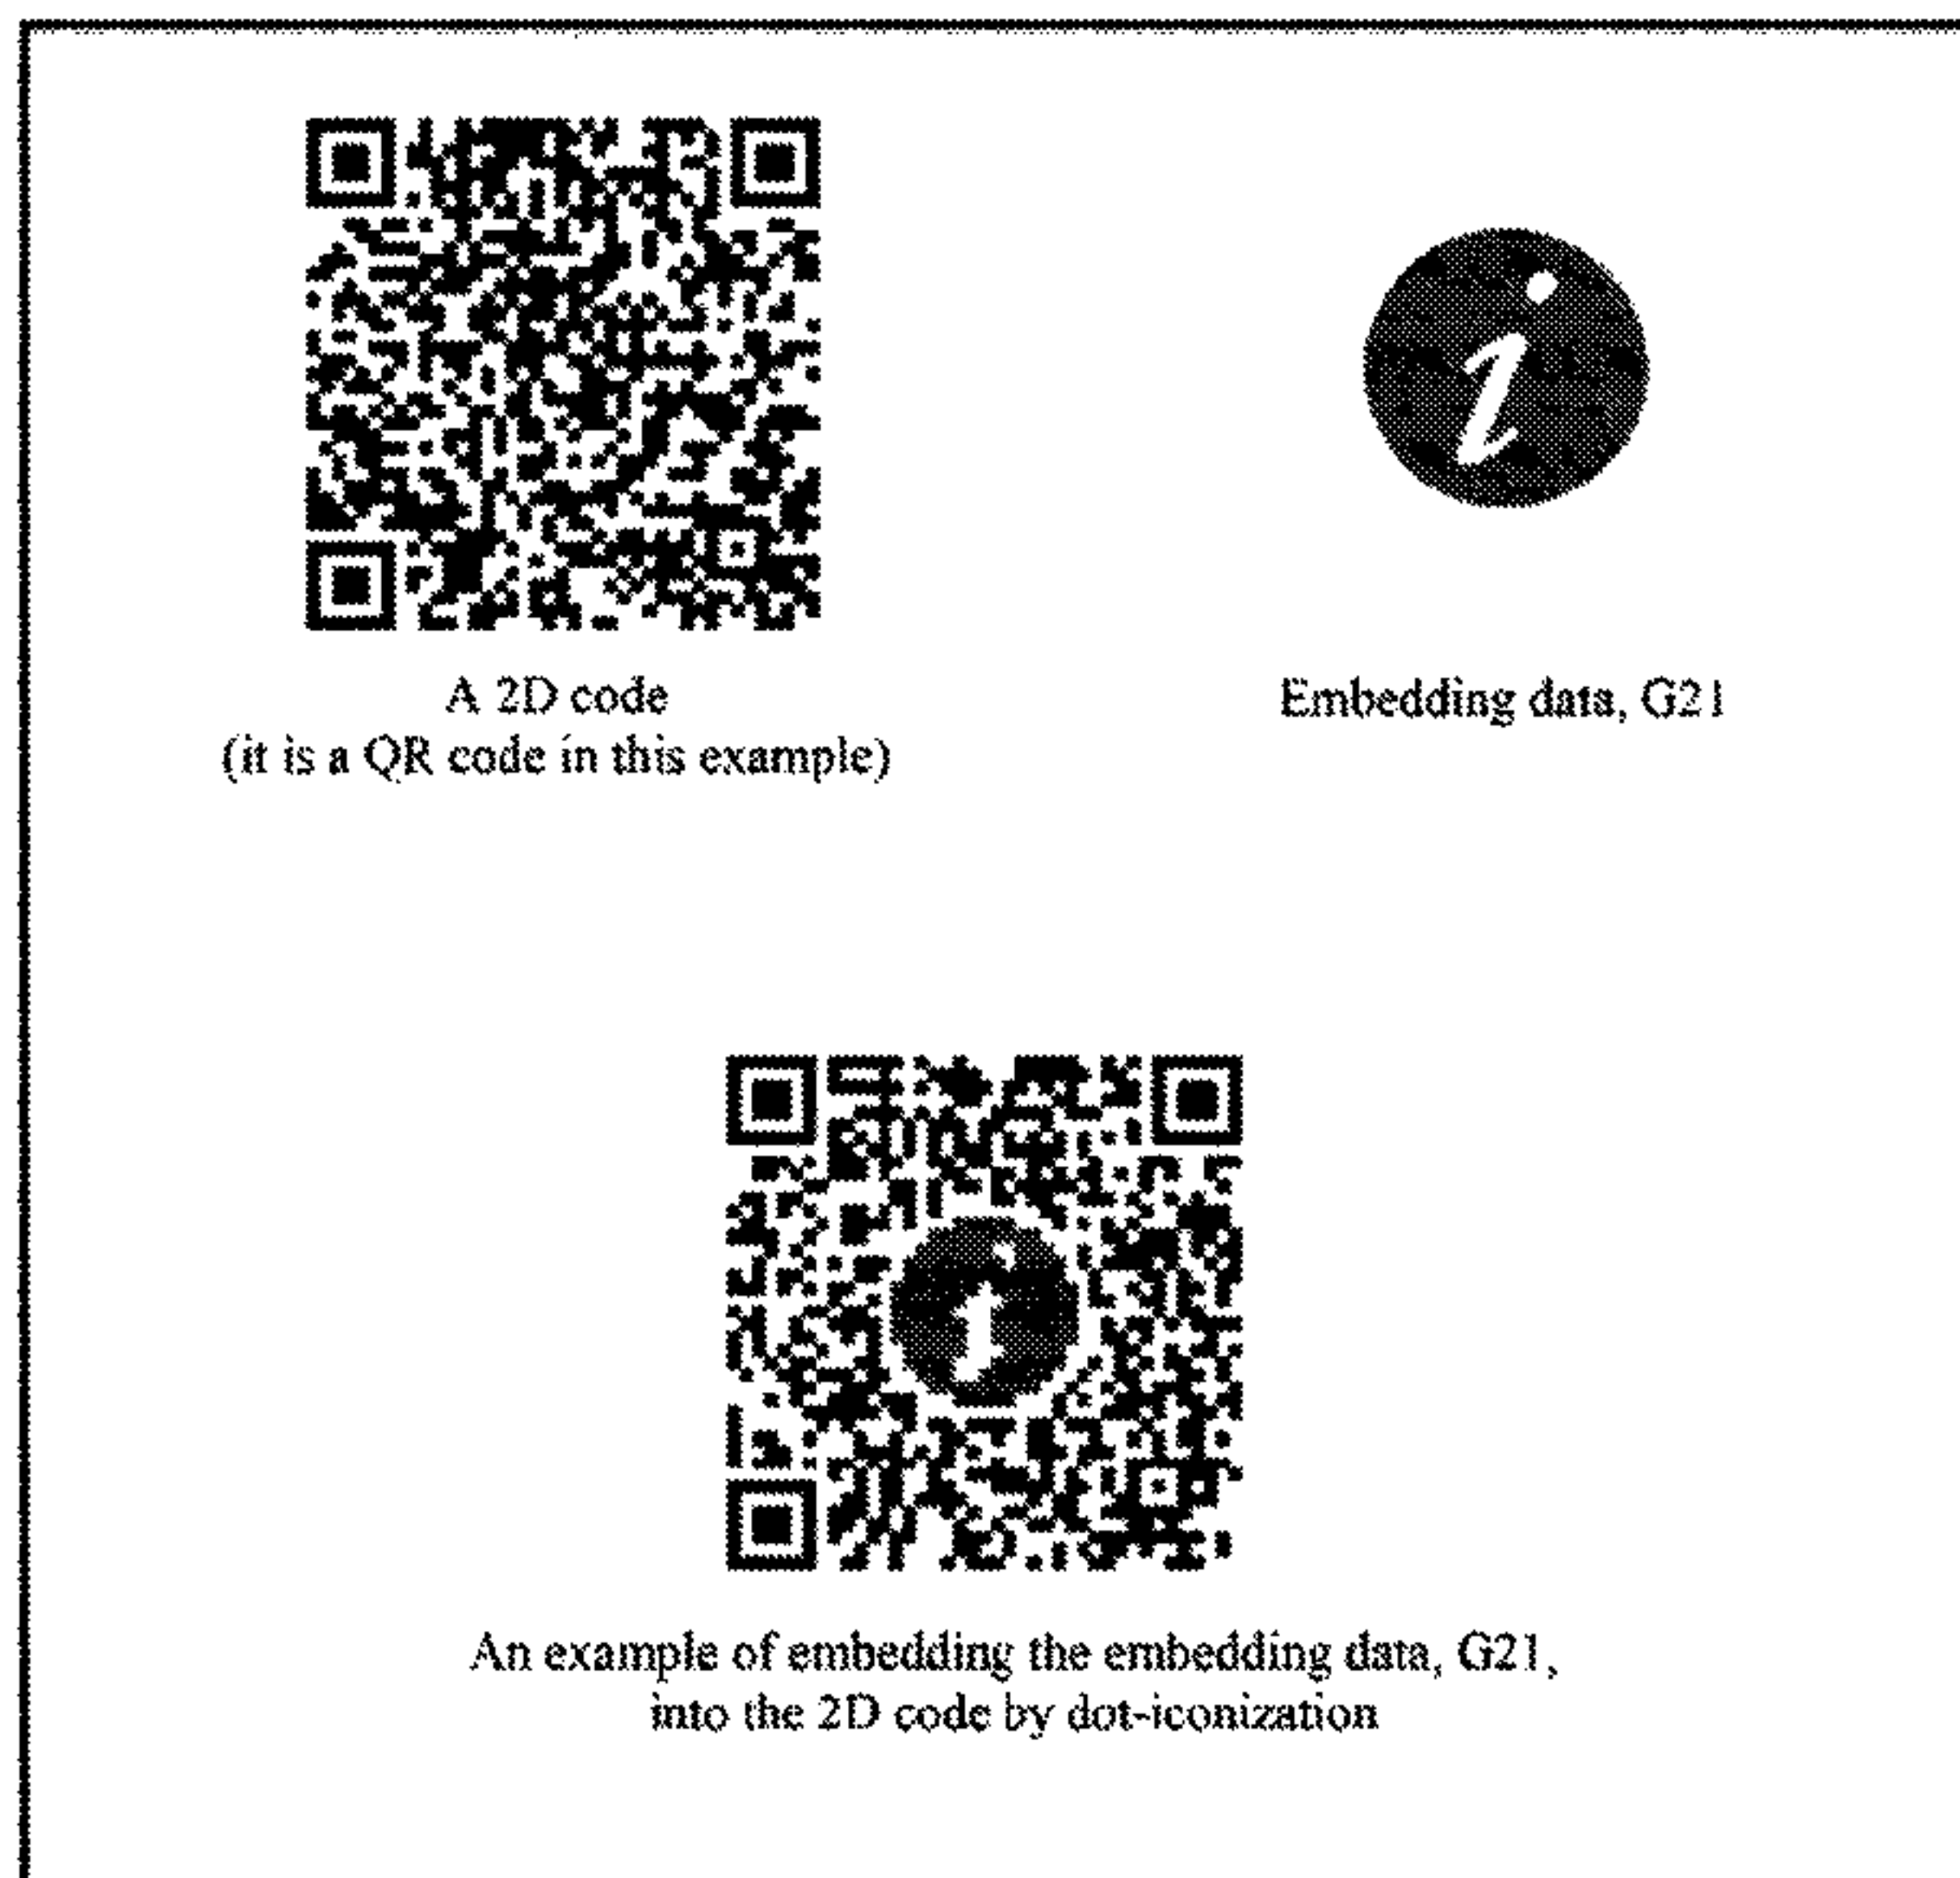 A 2D code
(it is a QR code in this example)
Embedding data, G21
i
i
An example of embedding the embedding data, G21,
into the 2D code by dot-iconization